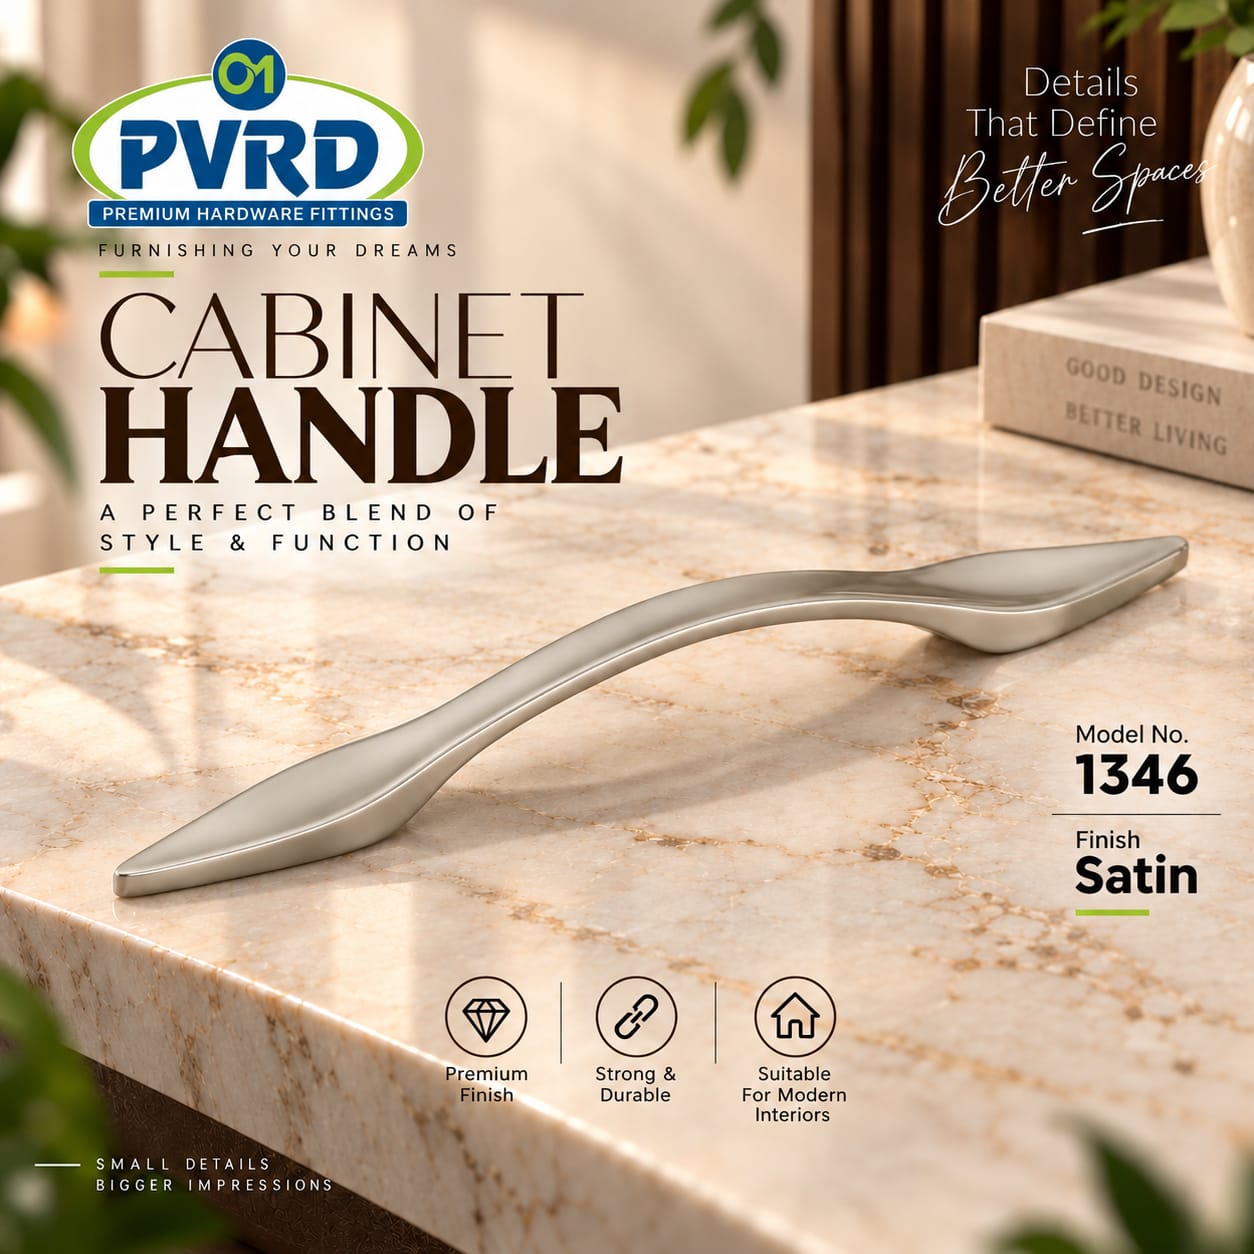 OM
PVRD
PREMIUM HARDWARE FITTINGS
FURNISHING YOUR DREAMS
CABINET
HANDLE
A PERFECT BLEND OF
STYLE & FUNCTION
Details
That Define
Better Spaces
GOOD DESIGN
BETTER LIVING
Model No.
1346
Finish
Satin
Premium
Finish
Strong &
Durable
Suitable
For Modern
Interiors
SMALL DETAILS
BIGGER IMPRESSIONS